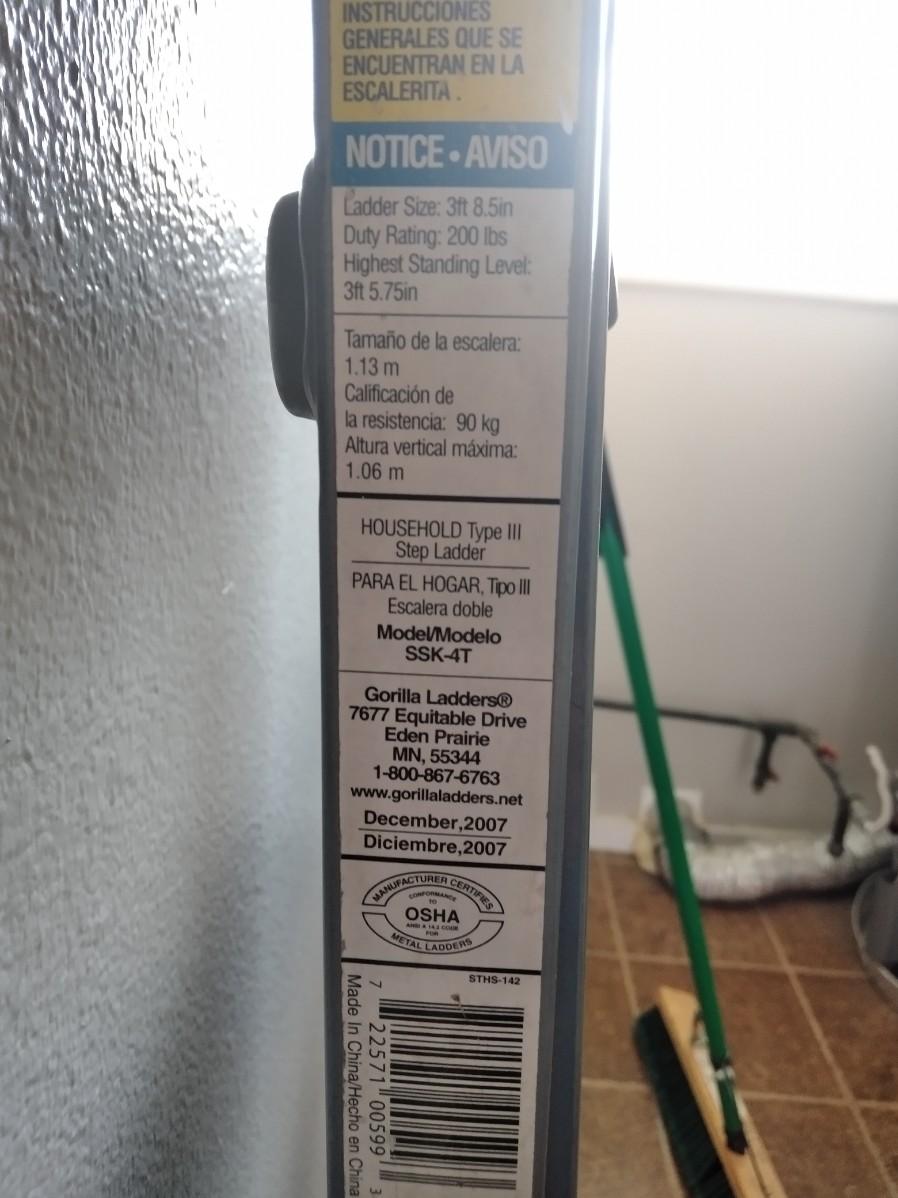 INSTRUCCIONES
GENERALES QUE SE
ENCUENTRAN EN LA
ESCALERITA .
NOTICE • AVISO
Ladder Size: 3ft 8.5in
Duty Rating: 200 lbs
Highest Standing Level:
3ft 5.75in
Tamaño de la escalera:
1.13 m
Calificación de
la resistencia: 90 kg
Altura vertical máxima:
1.06 m
HOUSEHOLD Type III
Step Ladder
PARA EL HOGAR, Tipo III
Escalera doble
Model/Modelo
SSK-4T
Gorilla Ladders®
7677 Equitable Drive
Eden Prairie
MN, 55344
1-800-867-6763
www.gorillaladders.net
December,2007
Diciembre,2007
MANUFACTURER CERTIFIES
CONFORMANCE
TO
OSHA
ANSI A 14.2 CODE
FOR
METAL LADDERS
STHS-142
7 22571 00599 3
Made In China/Hecho en China